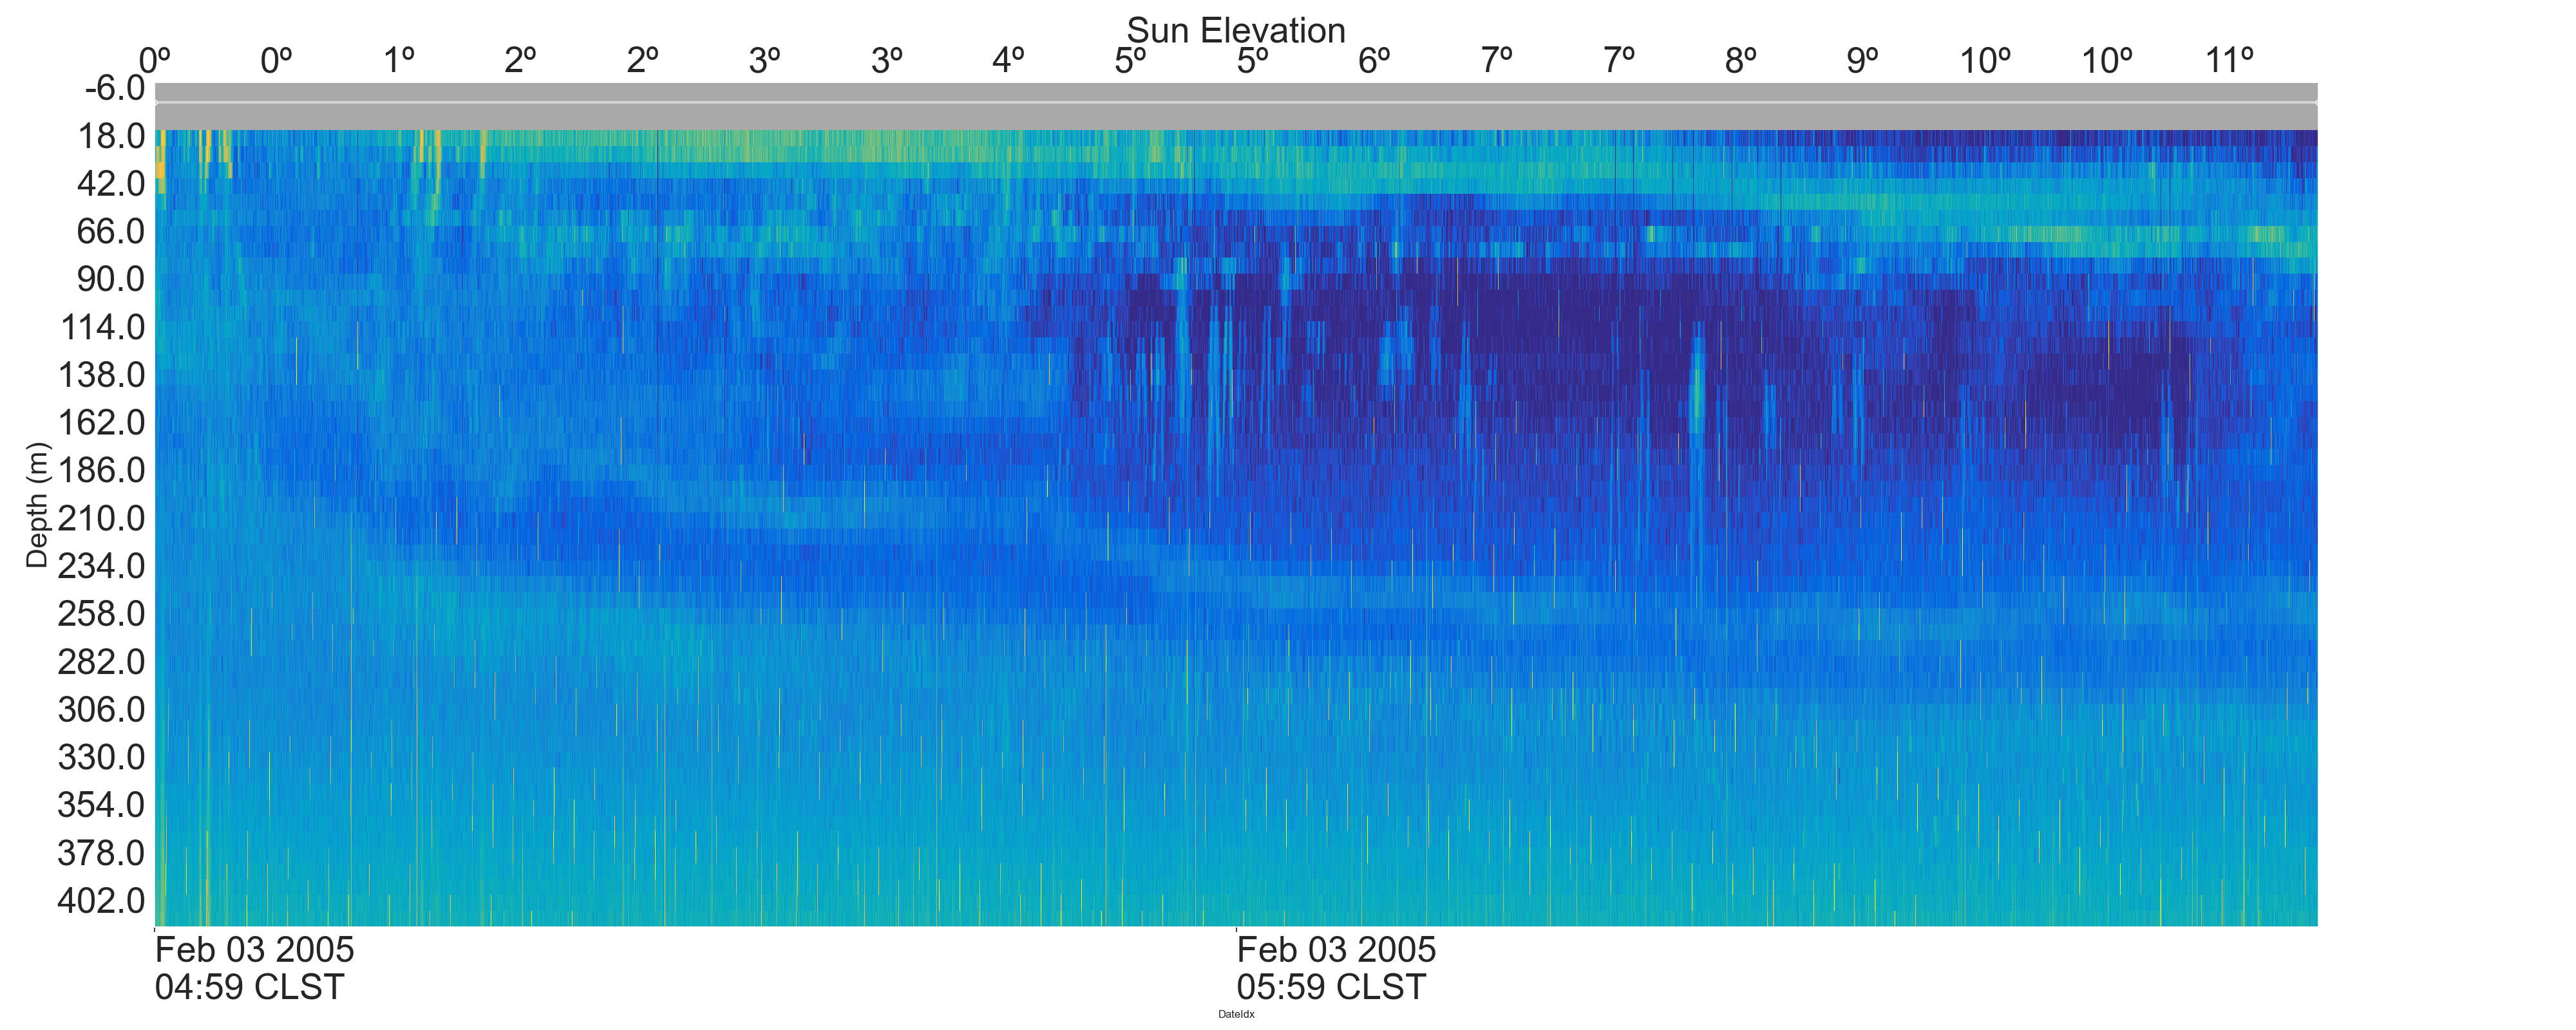 Sun Elevation
0º 0º 1º 2º 2º 3º 3º 4º 5º 5º 6º 7º 7º 8º 9º 10º 10º 11º
-6.0
18.0
42.0
66.0
90.0
114.0
138.0
162.0
186.0
210.0
234.0
258.0
282.0
306.0
330.0
354.0
378.0
402.0
Depth (m)
Feb 03 2005
04:59 CLST
Feb 03 2005
05:59 CLST
DateIdx